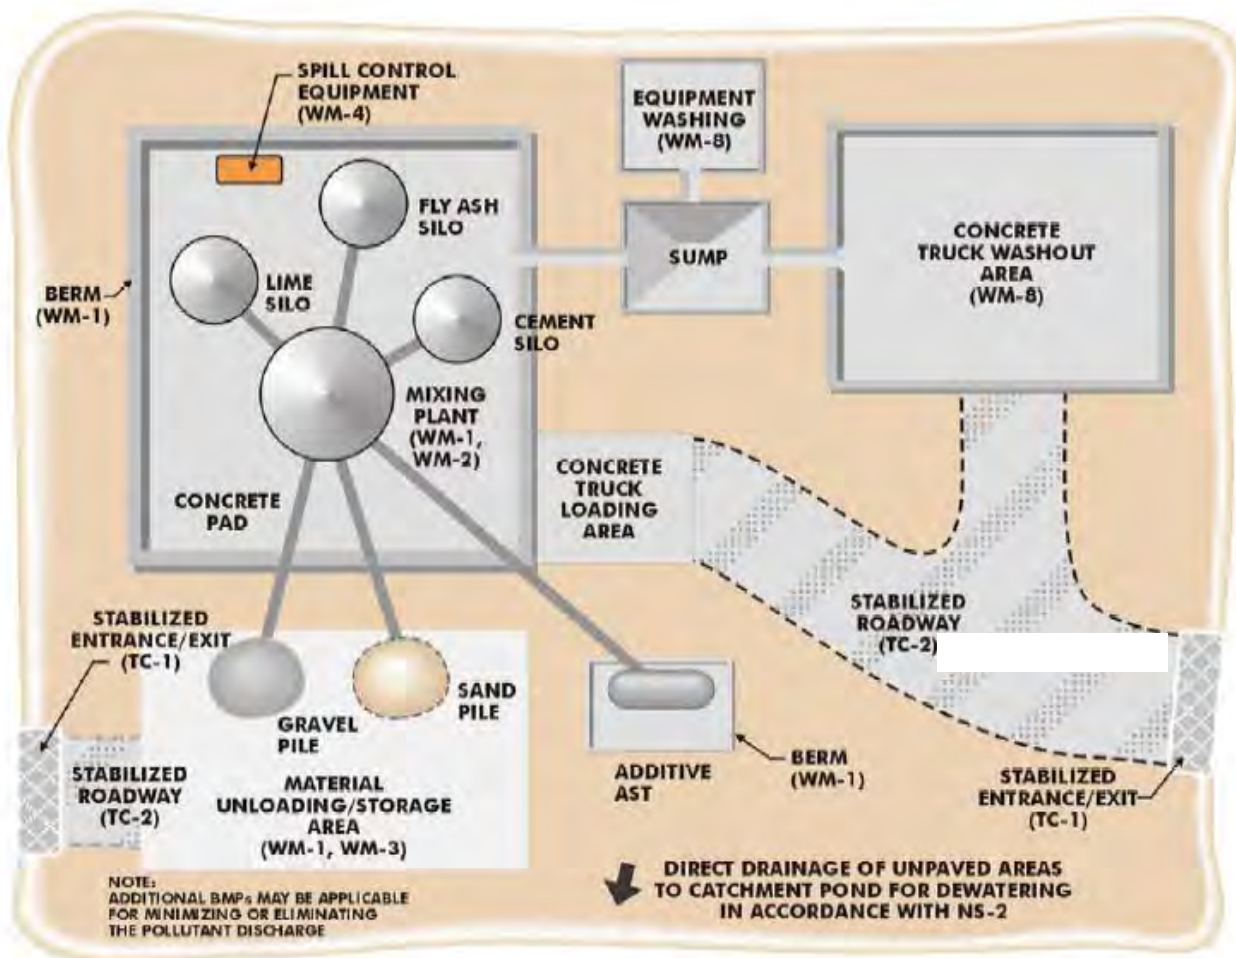 SPILL CONTROL
EQUIPMENT
(WM-4)
EQUIPMENT
WASHING
(WM-8)
FLY ASH
SILO
SUMP
CONCRETE
TRUCK WASHOUT
AREA
(WM-8)
BERM
(WM-1)
LIME
SILO
CEMENT
SILO
MIXING
PLANT
(WM-1,
WM-2)
CONCRETE
PAD
CONCRETE
TRUCK
LOADING
AREA
STABILIZED
ROADWAY
(TC-2)
STABILIZED
ENTRANCE/EXIT
(TC-1)
GRAVEL
PILE
SAND
PILE
STABILIZED
ROADWAY
(TC-2)
MATERIAL
UNLOADING/STORAGE
AREA
(WM-1, WM-3)
ADDITIVE
AST
BERM
(WM-1)
STABILIZED
ENTRANCE/EXIT
(TC-1)
NOTE:
ADDITIONAL BMPs MAY BE APPLICABLE
FOR MINIMIZING OR ELIMINATING
THE POLLUTANT DISCHARGE
DIRECT DRAINAGE OF UNPAVED AREAS
TO CATCHMENT POND FOR DEWATERING
IN ACCORDANCE WITH NS-2